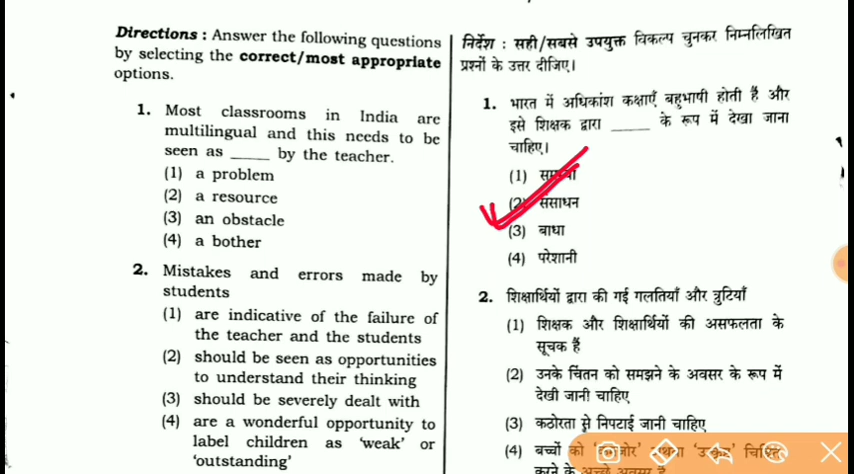 Directions : Answer the following questions
by selecting the correct/most appropriate
options.
1. Most classrooms in India are
multilingual and this needs to be
seen as _____ by the teacher.
(1) a problem
(2) a resource
(3) an obstacle
(4) a bother
2. Mistakes and errors made by
students
(1) are indicative of the failure of
the teacher and the students
(2) should be seen as opportunities
to understand their thinking
(3) should be severely dealt with
(4) are a wonderful opportunity to
label children as ‘weak’ or
‘outstanding’
निर्देश : सही/सबसे उपयुक्त विकल्प चुनकर निम्नलिखित
प्रश्नों के उत्तर दीजिए।
1. भारत में अधिकांश कक्षाएँ बहुभाषी होती हैं और
इसे शिक्षक द्वारा _____ के रूप में देखा जाना
चाहिए।
(1)
(2) संसाधन
(3) बाधा
(4) परेशानी
2. शिक्षार्थियों द्वारा की गई गलतियाँ और त्रुटियाँ
(1) शिक्षक और शिक्षार्थियों की असफलता के
सूचक हैं
(2) उनके चिंतन को समझने के अवसर के रूप में
देखी जानी चाहिए
(3) कठोरता से निपटाई जानी चाहिए
(4) बच्चों को